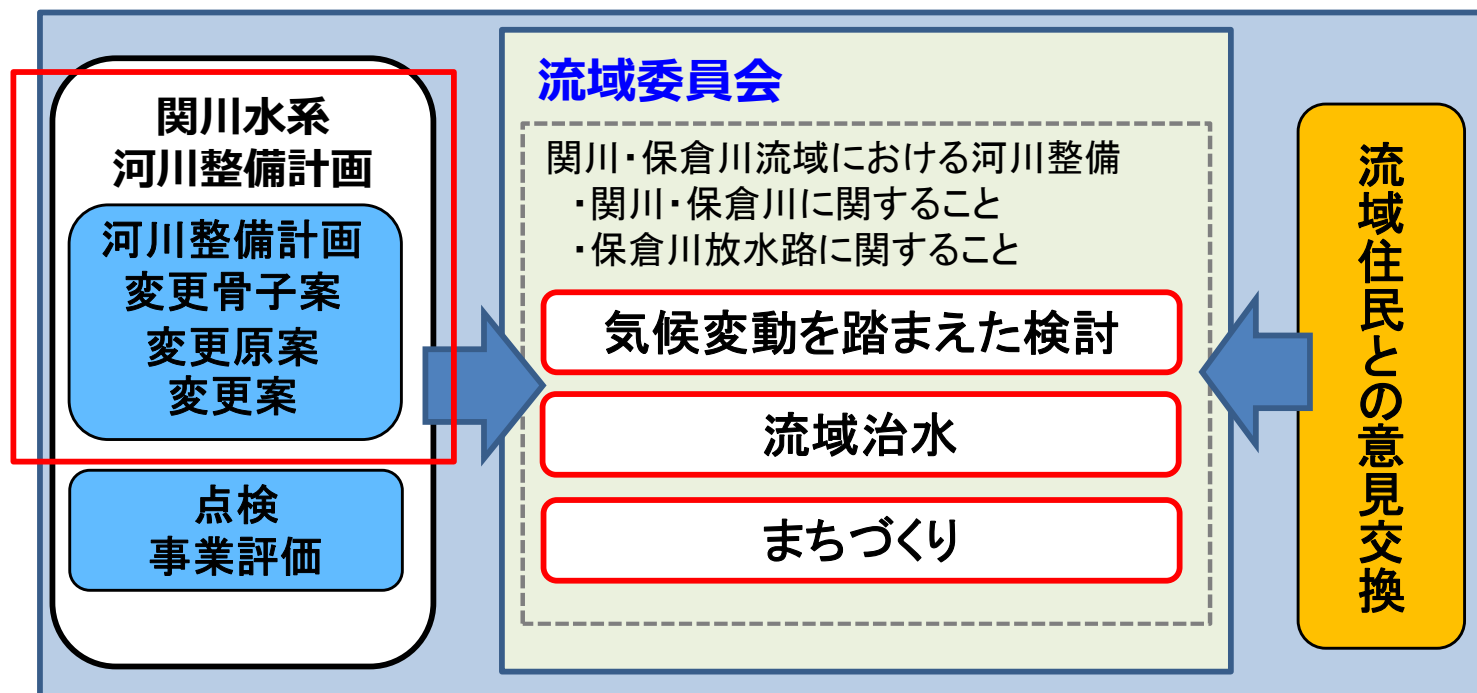 関川水系
河川整備計画
河川整備計画
変更骨子案
変更原案
変更案
点検
事業評価
流域委員会
関川・保倉川流域における河川整備
・関川・保倉川に関すること
・保倉川放水路に関すること
気候変動を踏まえた検討
流域治水
まちづくり
流域住民との意見交換